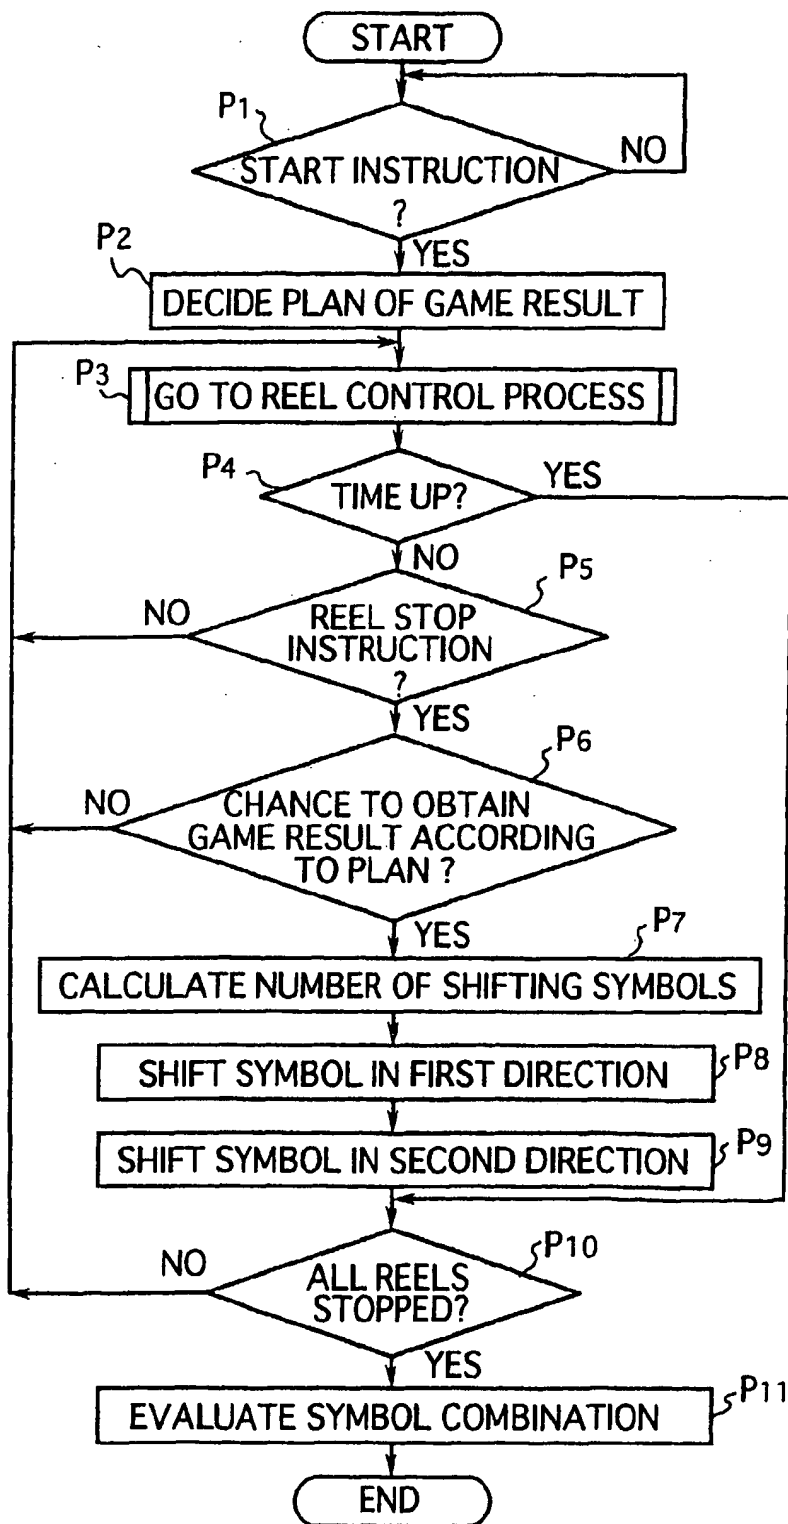 START
P1
START INSTRUCTION
?
NO
YES
P2
DECIDE PLAN OF GAME RESULT
P3
GO TO REEL CONTROL PROCESS
P4
TIME UP?
YES
NO
P5
REEL STOP
INSTRUCTION
?
NO
YES
P6
CHANCE TO OBTAIN
GAME RESULT ACCORDING
TO PLAN ?
NO
YES
P7
CALCULATE NUMBER OF SHIFTING SYMBOLS
SHIFT SYMBOL IN FIRST DIRECTION
P8
SHIFT SYMBOL IN SECOND DIRECTION
P9
P10
ALL REELS
STOPPED?
NO
YES
EVALUATE SYMBOL COMBINATION
P11
END